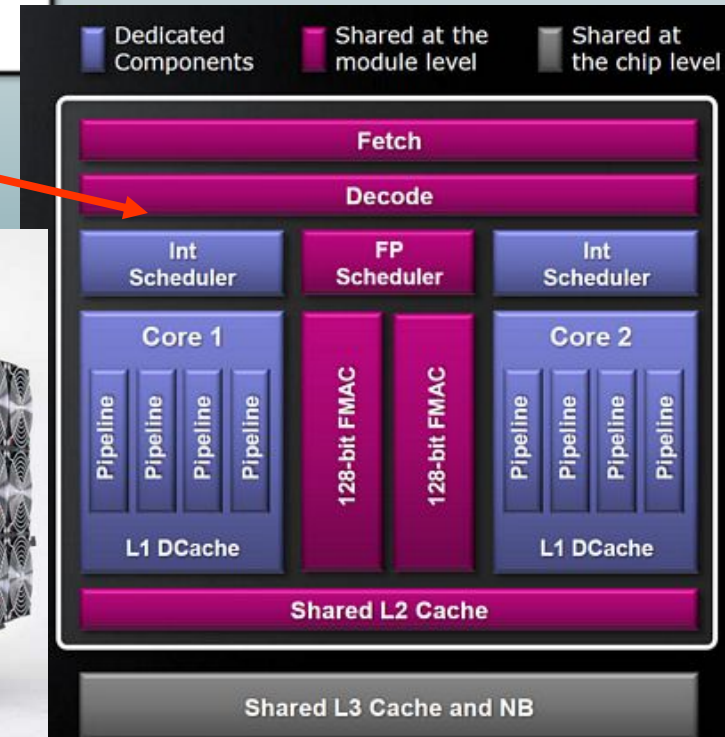 Dedicated
Components
Shared at the
module level
Shared at
the chip level
Fetch
Decode
Int
Scheduler
FP
Scheduler
Int
Scheduler
Core 1
Pipeline
Pipeline
Pipeline
Pipeline
L1 DCache
128-bit FMAC
128-bit FMAC
Core 2
Pipeline
Pipeline
Pipeline
Pipeline
L1 DCache
Shared L2 Cache
Shared L3 Cache and NB